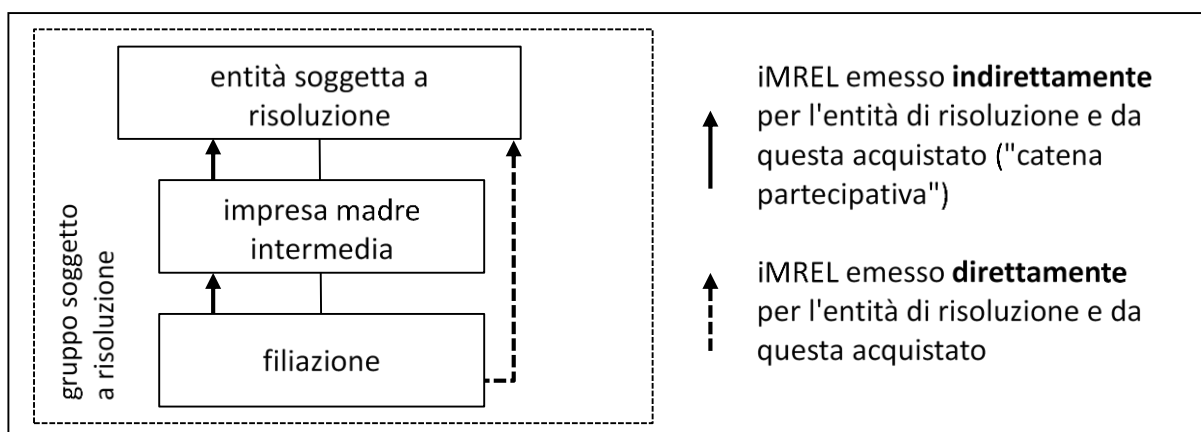 entità soggetta a
risoluzione
impresa madre
intermedia
filiazione
gruppo soggetto
a risoluzione
iMREL emesso indirettamente
per l'entità di risoluzione e da
questa acquistato ("catena
partecipativa")
iMREL emesso direttamente
per l'entità di risoluzione e da
questa acquistato